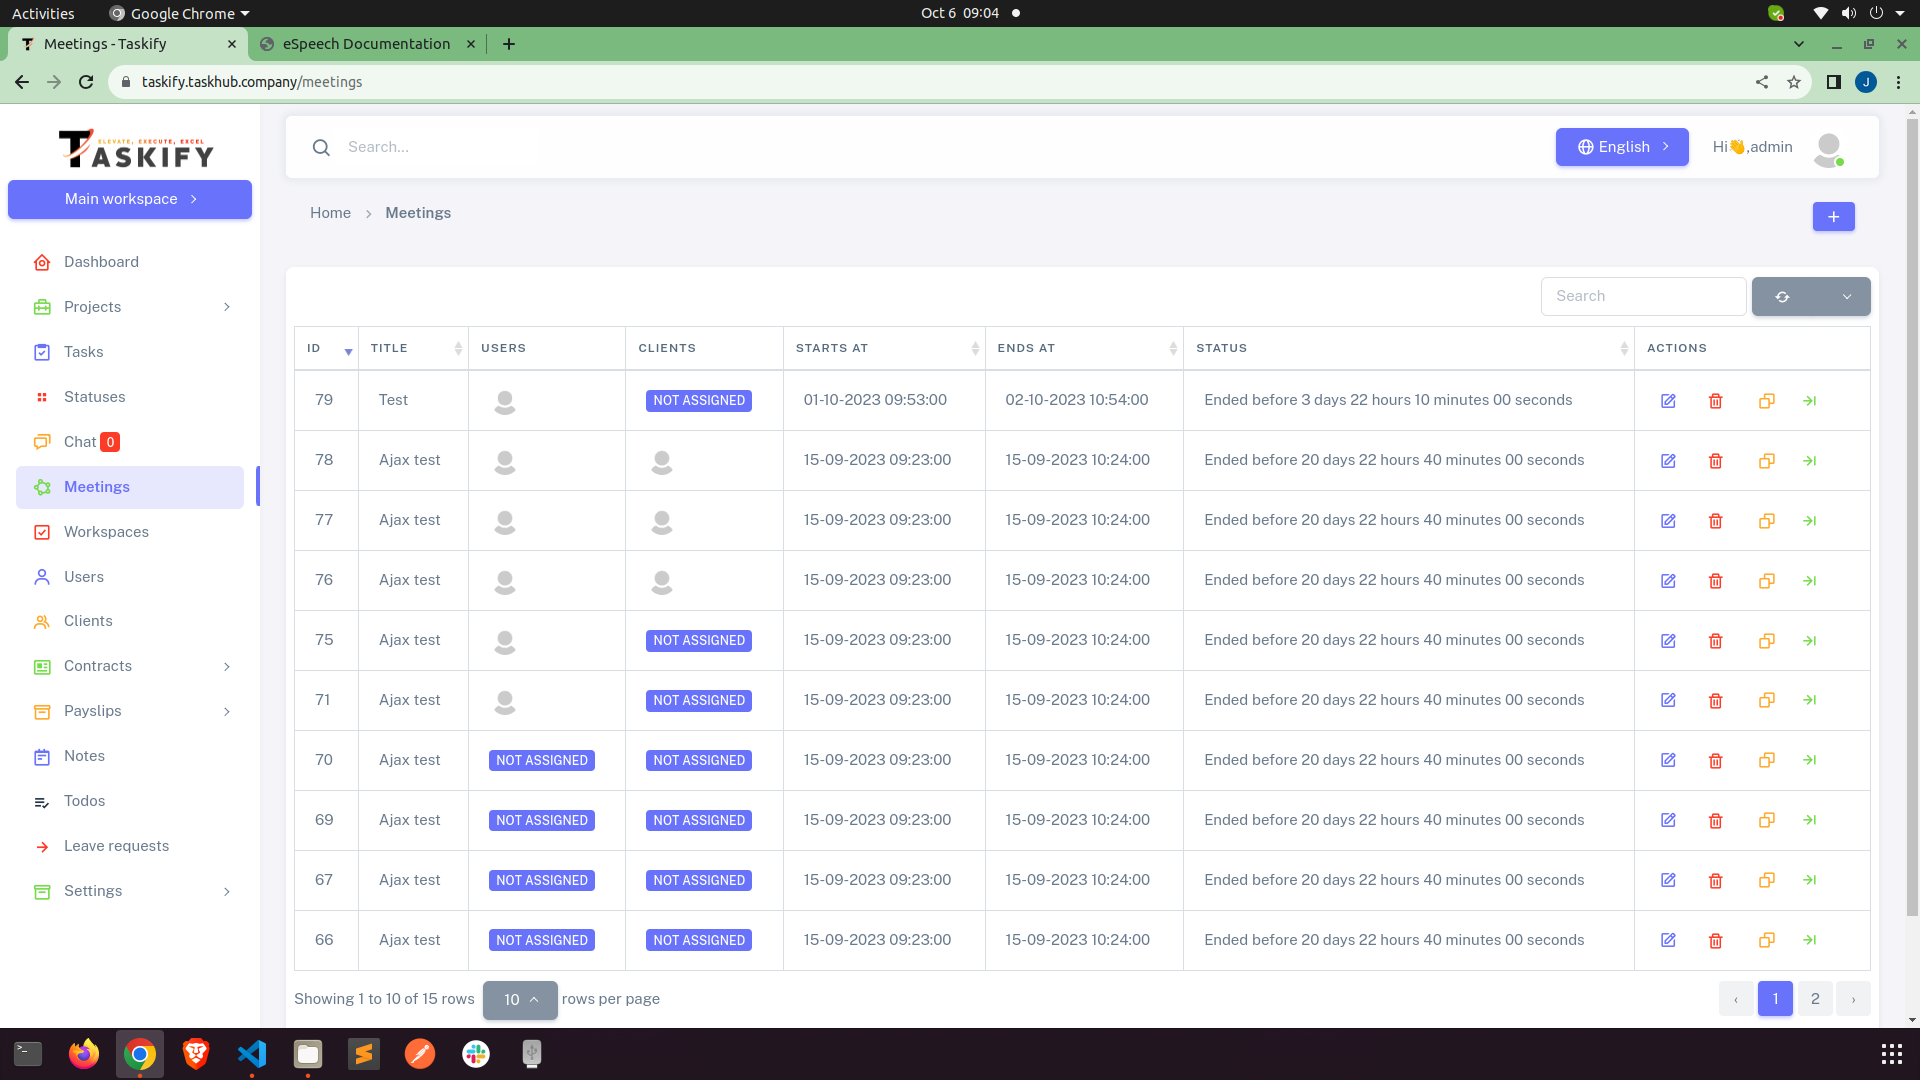 Activities Google Chrome Oct 6 09:04
Meetings - Taskify eSpeech Documentation
taskify.taskhub.company/meetings J
ELEVATE, EXECUTE, EXCEL
TASKIFY
Search... English Hi👋,admin
Main workspace
Home Meetings +
Dashboard
Projects
Tasks
Statuses
Chat 0
Meetings
Workspaces
Users
Clients
Contracts
Payslips
Notes
Todos
Leave requests
Settings
Search
ID TITLE USERS CLIENTS STARTS AT ENDS AT STATUS ACTIONS
79 Test NOT ASSIGNED 01-10-2023 09:53:00 02-10-2023 10:54:00 Ended before 3 days 22 hours 10 minutes 00 seconds
78 Ajax test 15-09-2023 09:23:00 15-09-2023 10:24:00 Ended before 20 days 22 hours 40 minutes 00 seconds
77 Ajax test 15-09-2023 09:23:00 15-09-2023 10:24:00 Ended before 20 days 22 hours 40 minutes 00 seconds
76 Ajax test 15-09-2023 09:23:00 15-09-2023 10:24:00 Ended before 20 days 22 hours 40 minutes 00 seconds
75 Ajax test NOT ASSIGNED 15-09-2023 09:23:00 15-09-2023 10:24:00 Ended before 20 days 22 hours 40 minutes 00 seconds
71 Ajax test NOT ASSIGNED 15-09-2023 09:23:00 15-09-2023 10:24:00 Ended before 20 days 22 hours 40 minutes 00 seconds
70 Ajax test NOT ASSIGNED NOT ASSIGNED 15-09-2023 09:23:00 15-09-2023 10:24:00 Ended before 20 days 22 hours 40 minutes 00 seconds
69 Ajax test NOT ASSIGNED NOT ASSIGNED 15-09-2023 09:23:00 15-09-2023 10:24:00 Ended before 20 days 22 hours 40 minutes 00 seconds
67 Ajax test NOT ASSIGNED NOT ASSIGNED 15-09-2023 09:23:00 15-09-2023 10:24:00 Ended before 20 days 22 hours 40 minutes 00 seconds
66 Ajax test NOT ASSIGNED NOT ASSIGNED 15-09-2023 09:23:00 15-09-2023 10:24:00 Ended before 20 days 22 hours 40 minutes 00 seconds
Showing 1 to 10 of 15 rows 10 rows per page ‹ 1 2 ›